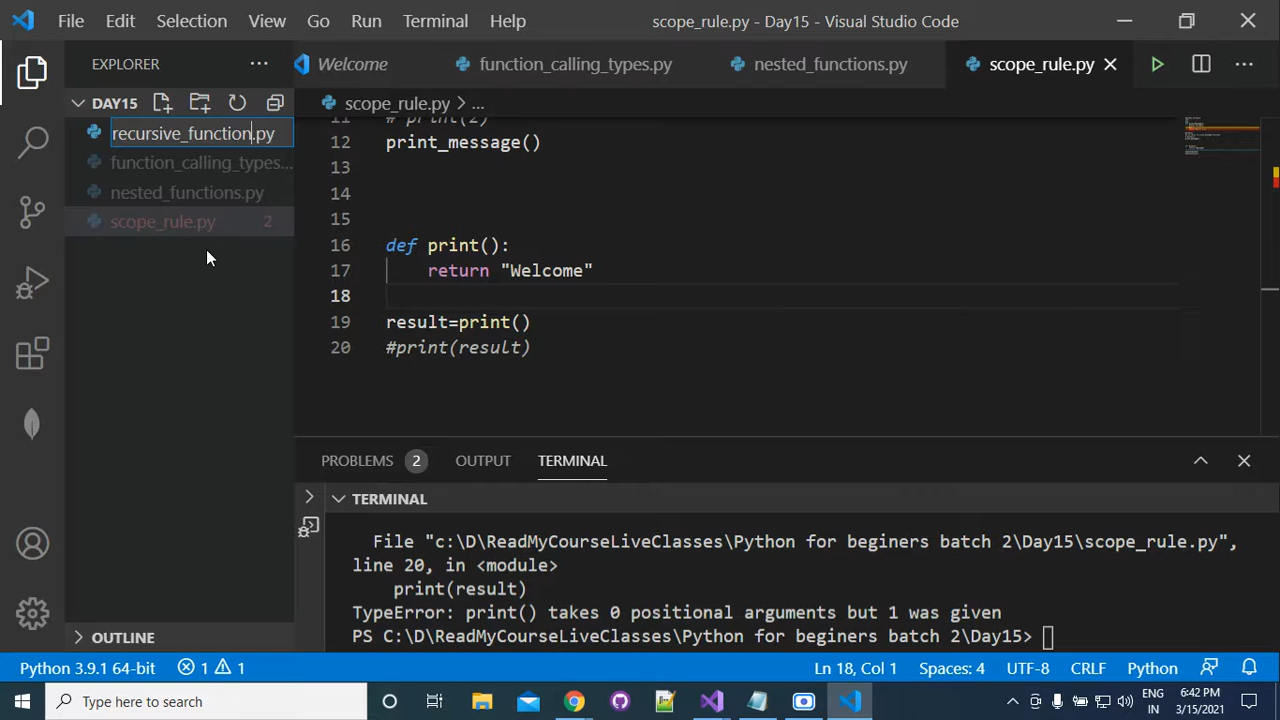 File Edit Selection View Go Run Terminal Help scope_rule.py - Day15 - Visual Studio Code
EXPLORER
Welcome function_calling_types.py nested_functions.py scope_rule.py
DAY15
scope_rule.py > ...
recursive_function.py
function_calling_types...
nested_functions.py
scope_rule.py 2
11 # print(2)
12 print_message()
13
14
15
16 def print():
17 return "Welcome"
18
19 result=print()
20 #print(result)
PROBLEMS 2 OUTPUT TERMINAL
TERMINAL
File "c:\D\ReadMyCourseLiveClasses\Python for beginers batch 2\Day15\scope_rule.py",
line 20, in <module>
print(result)
TypeError: print() takes 0 positional arguments but 1 was given
PS C:\D\ReadMyCourseLiveClasses\Python for beginers batch 2\Day15>
OUTLINE
Python 3.9.1 64-bit 1 1 Ln 18, Col 1 Spaces: 4 UTF-8 CRLF Python
Type here to search
ENG
IN
6:42 PM
3/15/2021